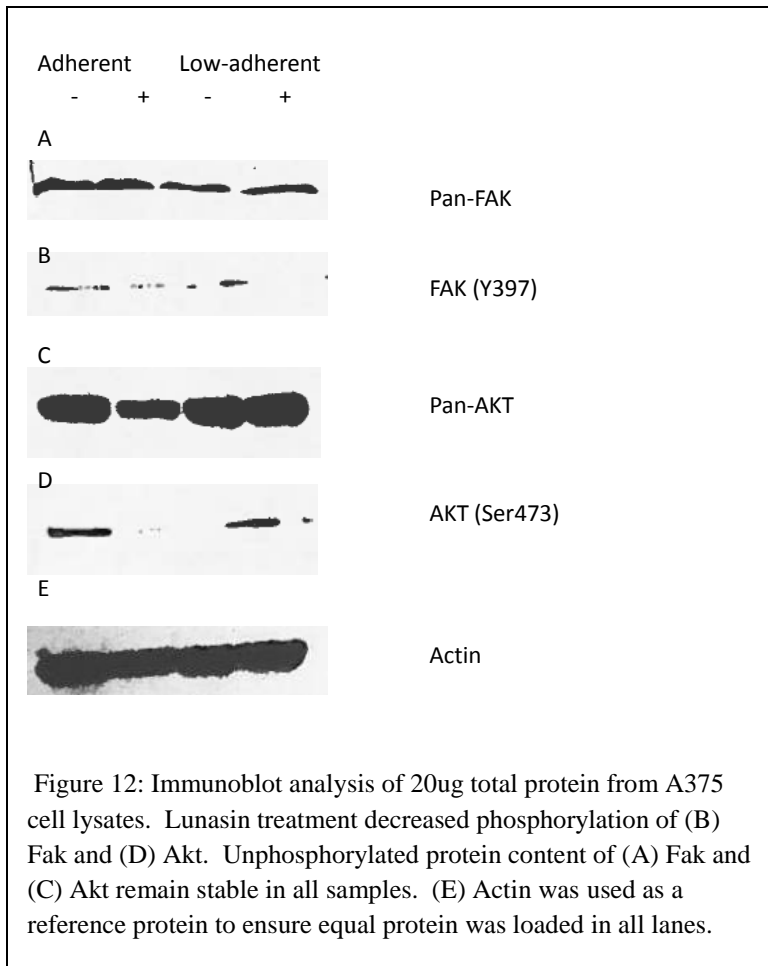 Adherent Low-adherent
- + - +
A
Pan-FAK
B
FAK (Y397)
C
Pan-AKT
D
AKT (Ser473)
E
Actin
Figure 12: Immunoblot analysis of 20ug total protein from A375
cell lysates. Lunasin treatment decreased phosphorylation of (B)
Fak and (D) Akt. Unphosphorylated protein content of (A) Fak and
(C) Akt remain stable in all samples. (E) Actin was used as a
reference protein to ensure equal protein was loaded in all lanes.